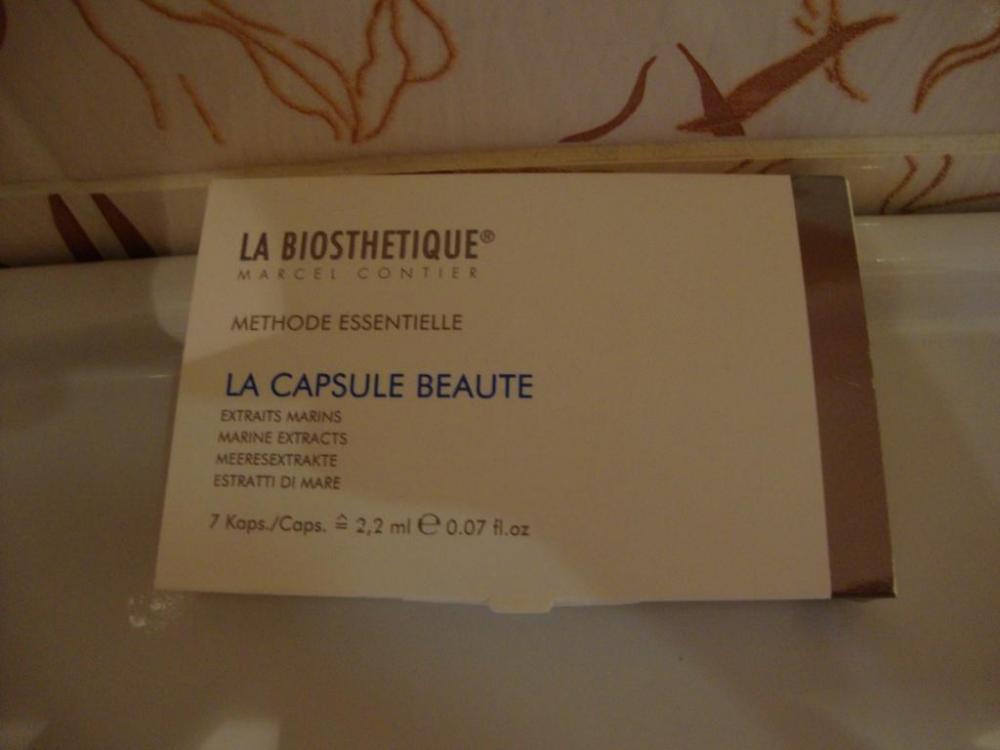 LA BIOSTHETIQUE®
MARCEL CONTIER
METHODE ESSENTIELLE
LA CAPSULE BEAUTE
EXTRAITS MARINS
MARINE EXTRACTS
MEERESEXTRAKTE
ESTRATTI DI MARE
7 Kaps./Caps. ≙ 2,2 ml ℮ 0.07 fl.oz